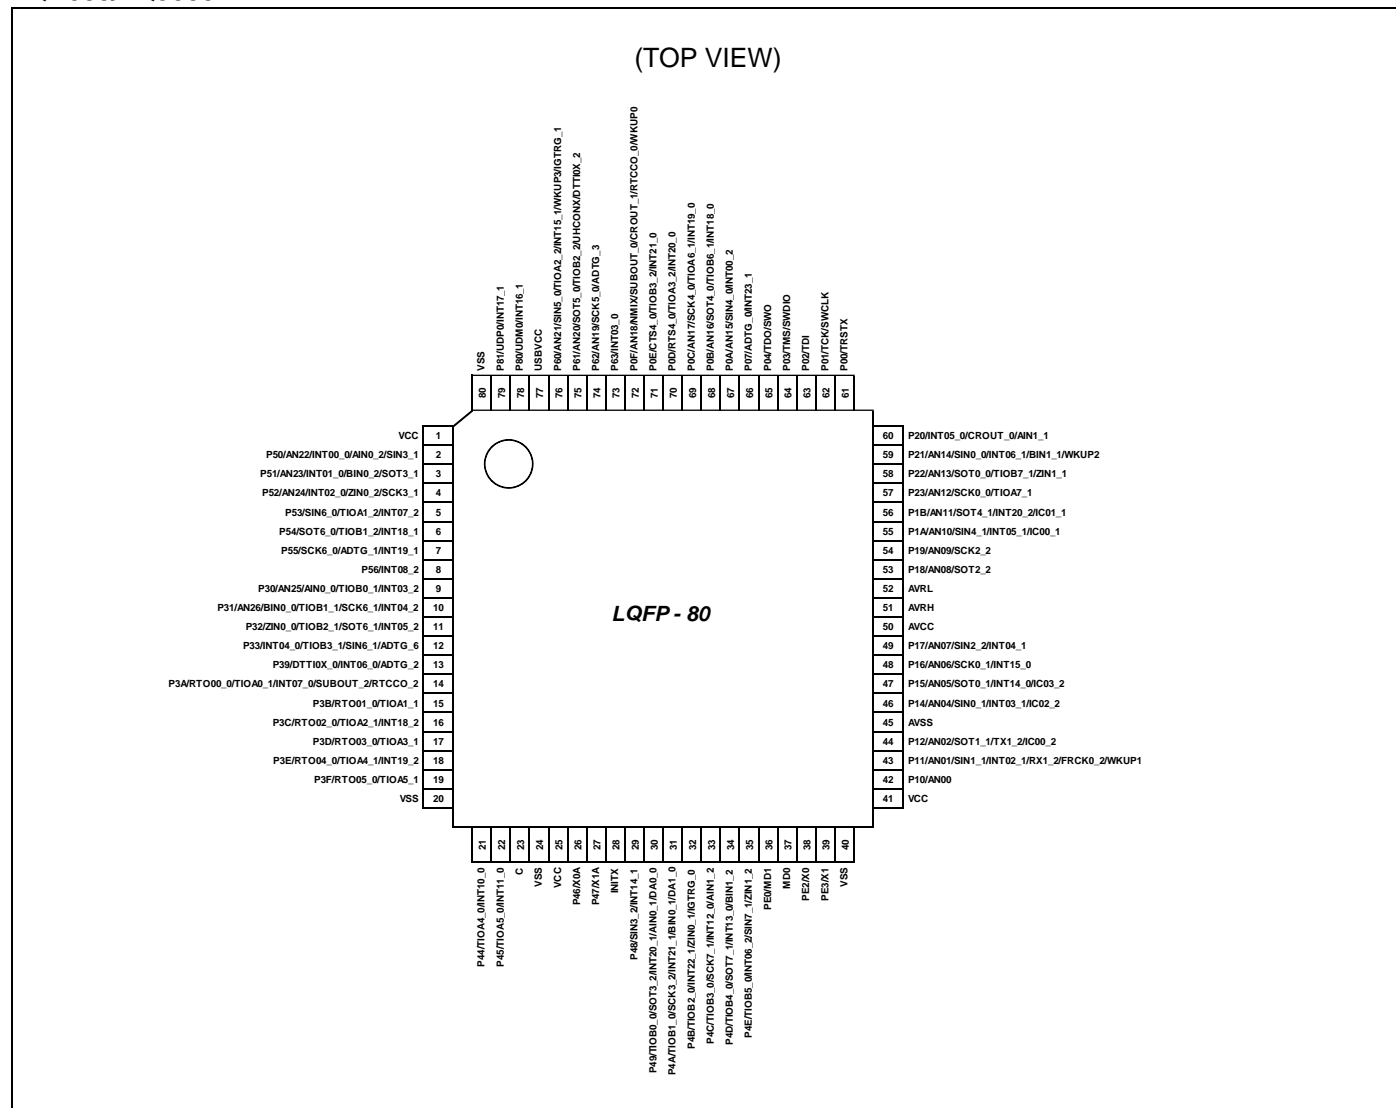 (TOP VIEW)
VSS
P81/UDP0/INT17_1
P80/UDM0/INT16_1
USBVCC
P60/AN21/SIN5_0/TIOA2_2/INT15_1/WKUP3/IGTRG_1
P61/AN20/SOT5_0/TIOB2_2/UHCONX/DTTI0X_2
P62/AN19/SCK5_0/ADTG_3
P63/INT03_0
P0F/AN18/NMIX/SUBOUT_0/CROUT_1/RTCCO_0/WKUP0
P0E/CTS4_0/TIOB3_2/INT21_0
P0D/RTS4_0/TIOA3_2/INT20_0
P0C/AN17/SCK4_0/TIOA6_1/INT19_0
P0B/AN16/SOT4_0/TIOB6_1/INT18_0
P0A/AN15/SIN4_0/INT00_2
P07/ADTG_0/INT23_1
P04/TDO/SWO
P03/TMS/SWDIO
P02/TDI
P01/TCK/SWCLK
P00/TRSTX
80 79 78 77 76 75 74 73 72 71 70 69 68 67 66 65 64 63 62 61
VCC 1
P50/AN22/INT00_0/AIN0_2/SIN3_1 2
P51/AN23/INT01_0/BIN0_2/SOT3_1 3
P52/AN24/INT02_0/ZIN0_2/SCK3_1 4
P53/SIN6_0/TIOA1_2/INT07_2 5
P54/SOT6_0/TIOB1_2/INT18_1 6
P55/SCK6_0/ADTG_1/INT19_1 7
P56/INT08_2 8
P30/AN25/AIN0_0/TIOB0_1/INT03_2 9
P31/AN26/BIN0_0/TIOB1_1/SCK6_1/INT04_2 10
P32/ZIN0_0/TIOB2_1/SOT6_1/INT05_2 11
P33/INT04_0/TIOB3_1/SIN6_1/ADTG_6 12
P39/DTTI0X_0/INT06_0/ADTG_2 13
P3A/RTO00_0/TIOA0_1/INT07_0/SUBOUT_2/RTCCO_2 14
P3B/RTO01_0/TIOA1_1 15
P3C/RTO02_0/TIOA2_1/INT18_2 16
P3D/RTO03_0/TIOA3_1 17
P3E/RTO04_0/TIOA4_1/INT19_2 18
P3F/RTO05_0/TIOA5_1 19
VSS 20
LQFP - 80
60 P20/INT05_0/CROUT_0/AIN1_1
59 P21/AN14/SIN0_0/INT06_1/BIN1_1/WKUP2
58 P22/AN13/SOT0_0/TIOB7_1/ZIN1_1
57 P23/AN12/SCK0_0/TIOA7_1
56 P1B/AN11/SOT4_1/INT20_2/IC01_1
55 P1A/AN10/SIN4_1/INT05_1/IC00_1
54 P19/AN09/SCK2_2
53 P18/AN08/SOT2_2
52 AVRL
51 AVRH
50 AVCC
49 P17/AN07/SIN2_2/INT04_1
48 P16/AN06/SCK0_1/INT15_0
47 P15/AN05/SOT0_1/INT14_0/IC03_2
46 P14/AN04/SIN0_1/INT03_1/IC02_2
45 AVSS
44 P12/AN02/SOT1_1/TX1_2/IC00_2
43 P11/AN01/SIN1_1/INT02_1/RX1_2/FRCK0_2/WKUP1
42 P10/AN00
41 VCC
21 22 23 24 25 26 27 28 29 30 31 32 33 34 35 36 37 38 39 40
P44/TIOA4_0/INT10_0
P45/TIOA5_0/INT11_0
C
VSS
VCC
P46/X0A
P47/X1A
INITX
P48/SIN3_2/INT14_1
P49/TIOB0_0/SOT3_2/INT20_1/AIN0_1/DA0_0
P4A/TIOB1_0/SCK3_2/INT21_1/BIN0_1/DA1_0
P4B/TIOB2_0/INT22_1/ZIN0_1/IGTRG_0
P4C/TIOB3_0/SCK7_1/INT12_0/AIN1_2
P4D/TIOB4_0/SOT7_1/INT13_0/BIN1_2
P4E/TIOB5_0/INT06_2/SIN7_1/ZIN1_2
PE0/MD1
MD0
PE2/X0
PE3/X1
VSS